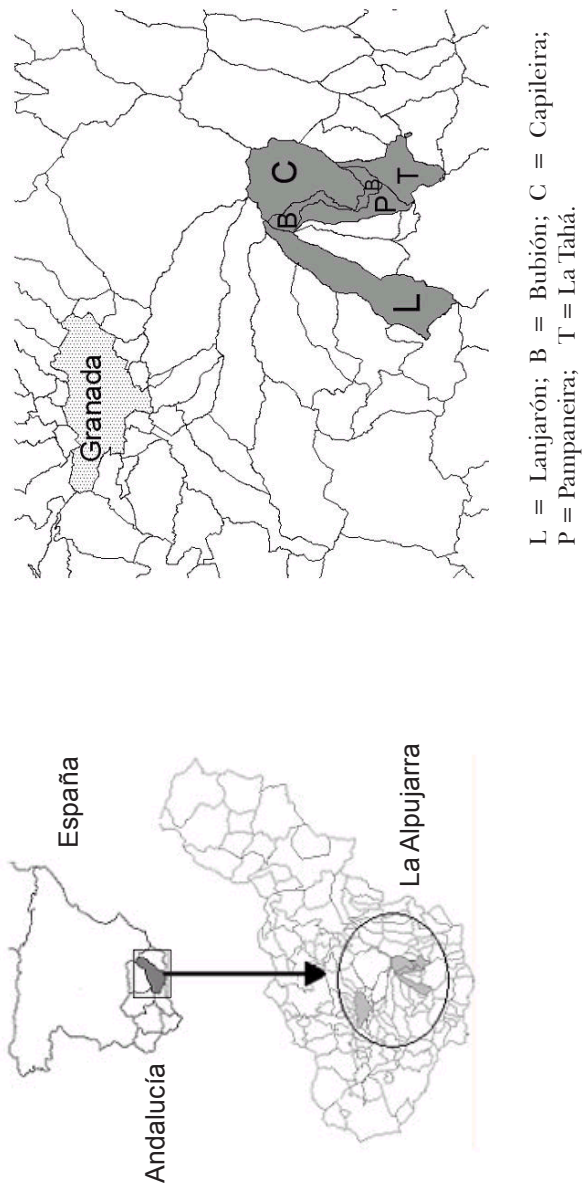 España
Andalucía
La Alpujarra
Granada
C
B
B
P
T
L
L = Lanjarón; B = Bubión; C = Capileira;
P = Pampaneira; T = La Tahá.